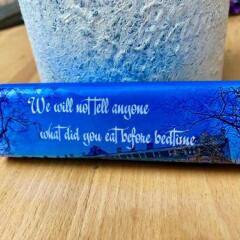 We will not tell anyone
what did you eat before bedtime